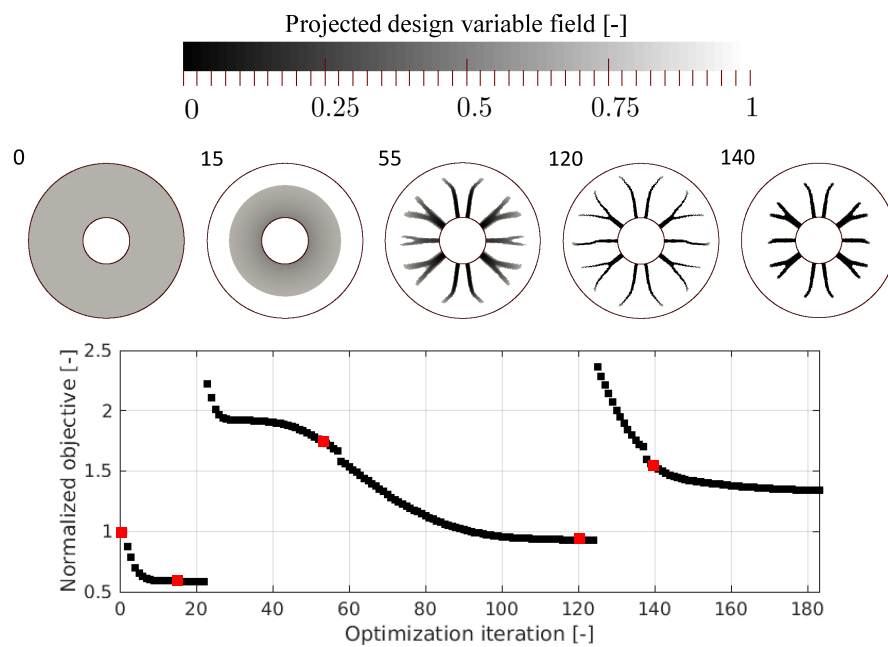 Projected design variable field [-]
0 0.25 0.5 0.75 1
0 15 55 120 140
Normalized objective [-]
2.5
2
1.5
1
0.5
0 20 40 60 80 100 120 140 160 180
Optimization iteration [-]